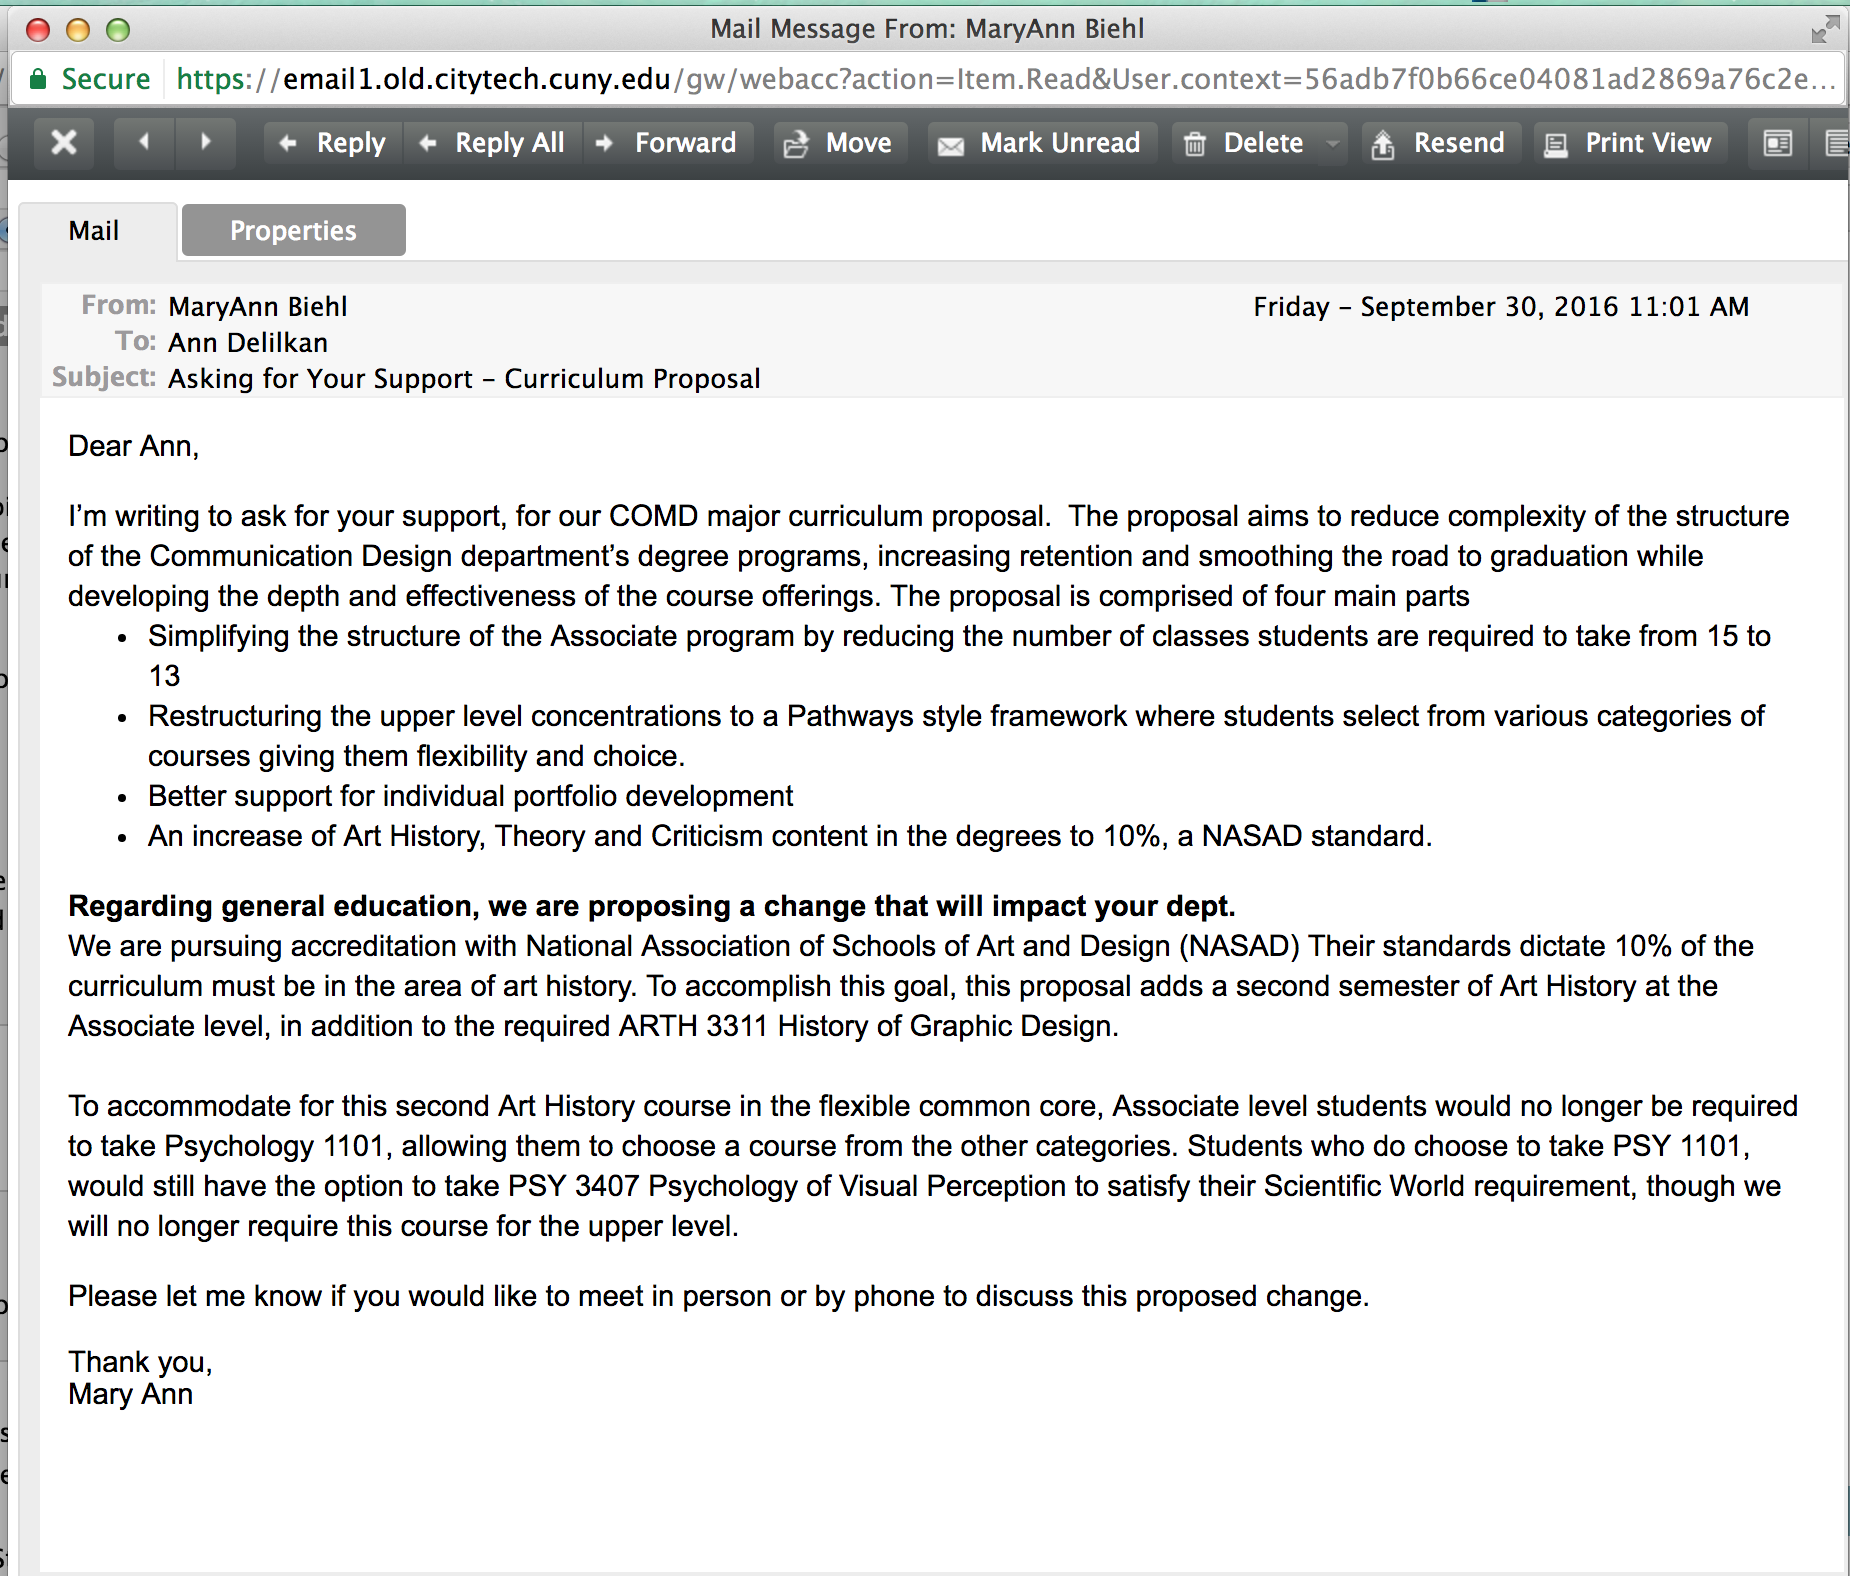 Mail Message From: MaryAnn Biehl
Secure https://email1.old.citytech.cuny.edu/gw/webacc?action=Item.Read&User.context=56adb7f0b66ce04081ad2869a76c2e...
Reply Reply All Forward Move Mark Unread Delete Resend Print View
Mail Properties
From: MaryAnn Biehl Friday – September 30, 2016 11:01 AM
To: Ann Delilkan
Subject: Asking for Your Support – Curriculum Proposal
Dear Ann,
I’m writing to ask for your support, for our COMD major curriculum proposal.  The proposal aims to reduce complexity of the structure
of the Communication Design department’s degree programs, increasing retention and smoothing the road to graduation while
developing the depth and effectiveness of the course offerings. The proposal is comprised of four main parts
• Simplifying the structure of the Associate program by reducing the number of classes students are required to take from 15 to
13
• Restructuring the upper level concentrations to a Pathways style framework where students select from various categories of
courses giving them flexibility and choice.
• Better support for individual portfolio development
• An increase of Art History, Theory and Criticism content in the degrees to 10%, a NASAD standard.
Regarding general education, we are proposing a change that will impact your dept.
We are pursuing accreditation with National Association of Schools of Art and Design (NASAD) Their standards dictate 10% of the
curriculum must be in the area of art history. To accomplish this goal, this proposal adds a second semester of Art History at the
Associate level, in addition to the required ARTH 3311 History of Graphic Design.
To accommodate for this second Art History course in the flexible common core, Associate level students would no longer be required
to take Psychology 1101, allowing them to choose a course from the other categories. Students who do choose to take PSY 1101,
would still have the option to take PSY 3407 Psychology of Visual Perception to satisfy their Scientific World requirement, though we
will no longer require this course for the upper level.
Please let me know if you would like to meet in person or by phone to discuss this proposed change.
Thank you,
Mary Ann